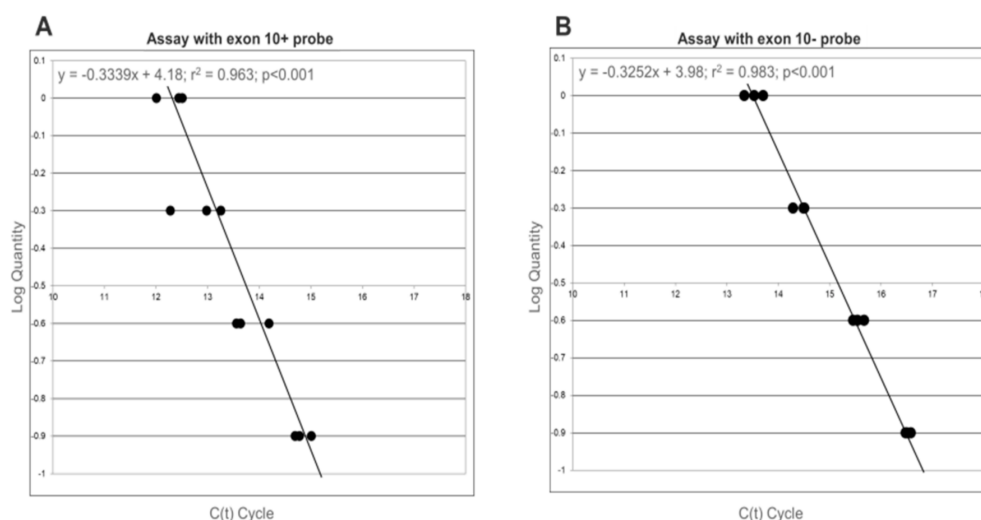 A
Assay with exon 10+ probe
y = -0.3339x + 4.18; r² = 0.963; p<0.001
0.1
0
-0.1
-0.2
-0.3
-0.4
-0.5
-0.6
-0.7
-0.8
-0.9
-1
10 11 12 13 14 15 16 17 18
Log Quantity
C(t) Cycle
B
Assay with exon 10- probe
y = -0.3252x + 3.98; r² = 0.983; p<0.001
0.1
0
-0.1
-0.2
-0.3
-0.4
-0.5
-0.6
-0.7
-0.8
-0.9
-1
10 11 12 13 14 15 16 17
Log Quantity
C(t) Cycle